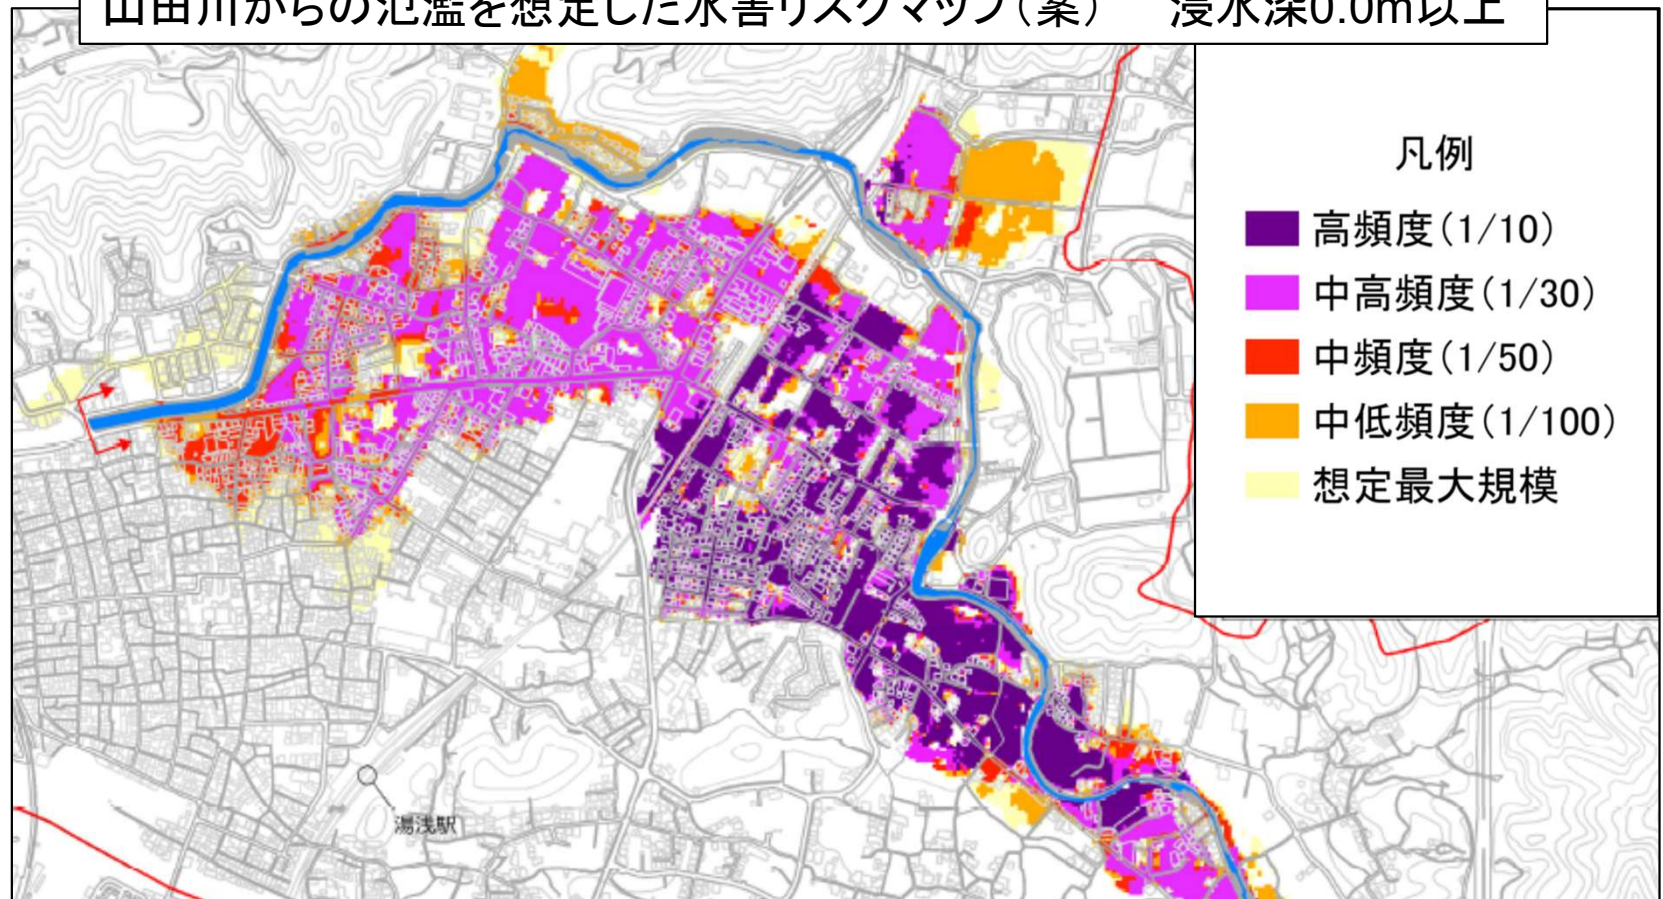 山田川からの氾濫を想定した水害リスクマップ(案) 浸水深0.0m以上
凡例
高頻度(1/10)
中高頻度(1/30)
中頻度(1/50)
中低頻度(1/100)
想定最大規模
湯浅駅